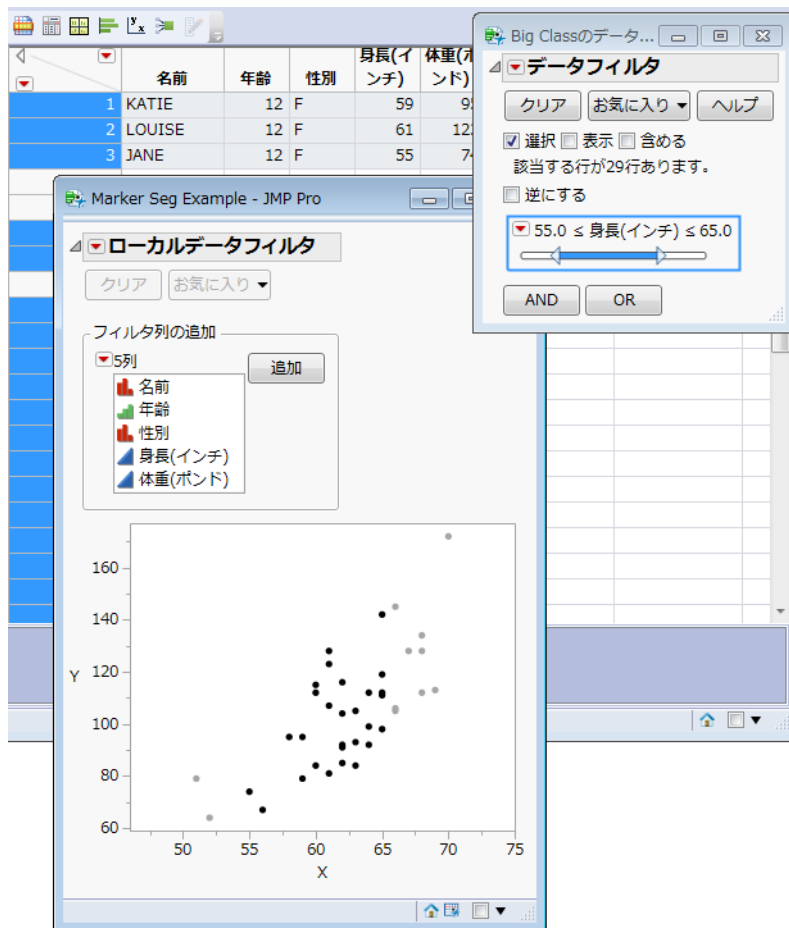 身長(イ
ンチ)
名前
年齢
性別
1 KATIE 12 F 59
2 LOUISE 12 F 61
3 JANE 12 F 55
Big Classのデータ...
データフィルタ
クリア お気に入り ヘルプ
選択 表示 含める
該当する行が29行あります。
逆にする
55.0 ≤ 身長(インチ) ≤ 65.0
AND OR
Marker Seg Example - JMP Pro
ローカルデータフィルタ
クリア お気に入り
フィルタ列の追加
5列
追加
名前
年齢
性別
身長(インチ)
体重(ポンド)
160
140
120
100
80
60
Y
50 55 60 65 70 75
X